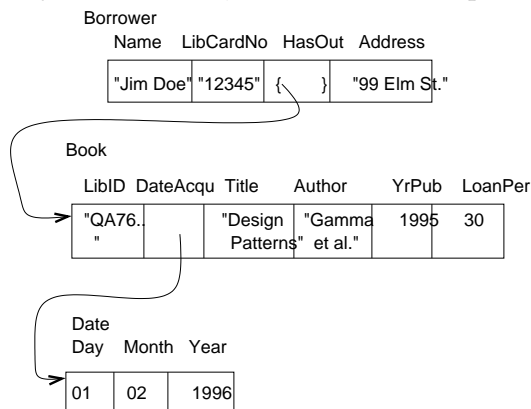 Borrower
Name LibCardNo HasOut Address
"Jim Doe" "12345" { } "99 Elm St."
Book
LibID DateAcqu Title Author YrPub LoanPer
"QA76.. "Design "Gamma 1995 30
" Patterns" et al."
Date
Day Month Year
01 02 1996